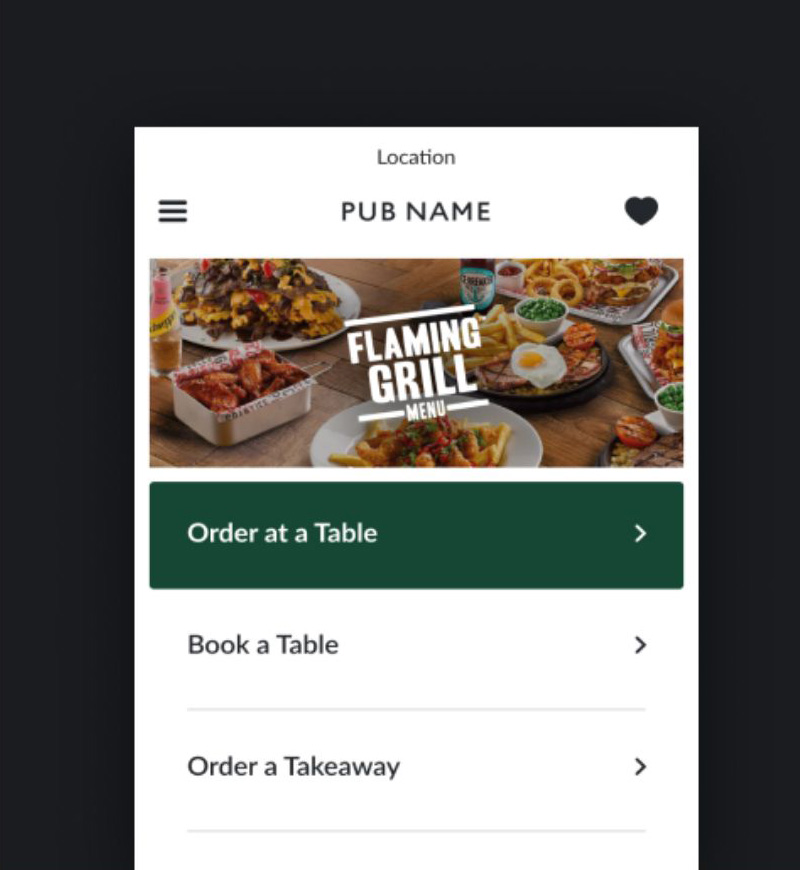 Location
PUB NAME
FLAMING
GRILL
MENU
Order at a Table
Book a Table
Order a Takeaway